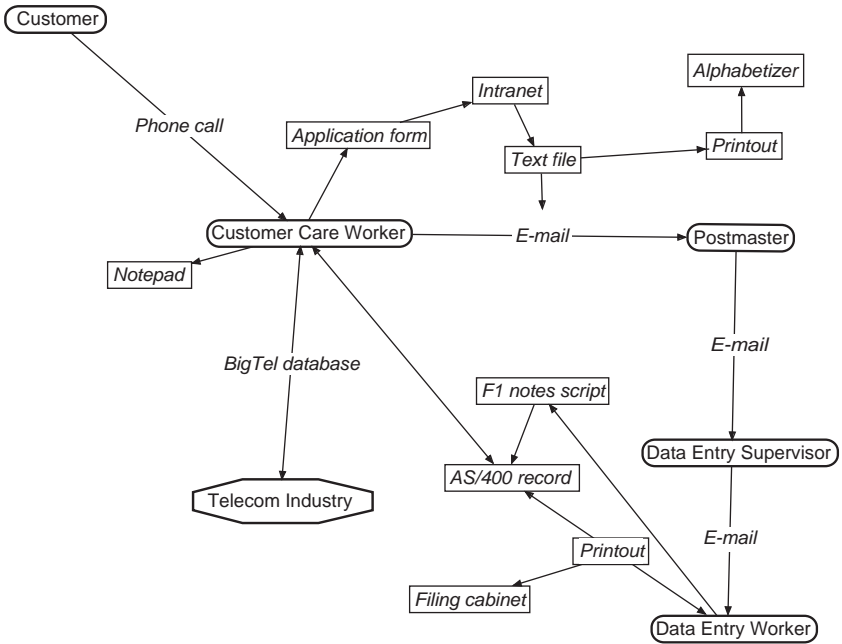 Customer
Alphabetizer
Intranet
Phone call
Application form
Printout
Text file
Customer Care Worker
E-mail
Postmaster
Notepad
E-mail
BigTel database
F1 notes script
Data Entry Supervisor
AS/400 record
Telecom Industry
E-mail
Printout
Filing cabinet
Data Entry Worker